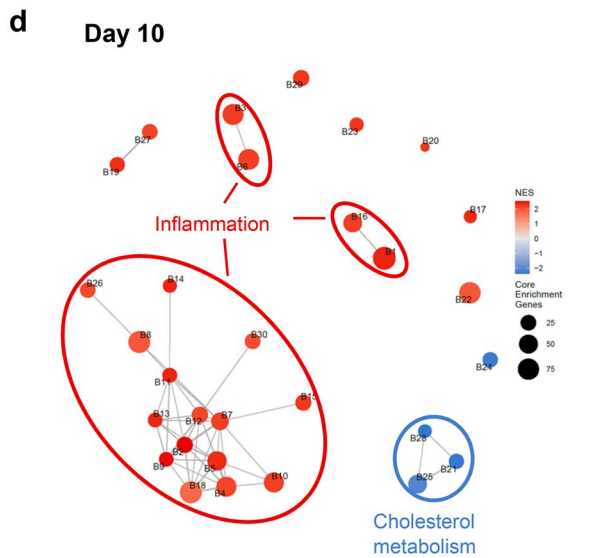 d
Day 10
B29
B3
B23
B20
B27
B6
B19
B17
Inflammation
B16
B1
B22
B24
B26
B14
B8
B30
B11
B15
B13
B12
B7
B2
B9
B5
B10
B18
B4
B28
B21
B25
Cholesterol
metabolism
NES
2
1
0
−1
−2
Core
Enrichment
Genes
25
50
75